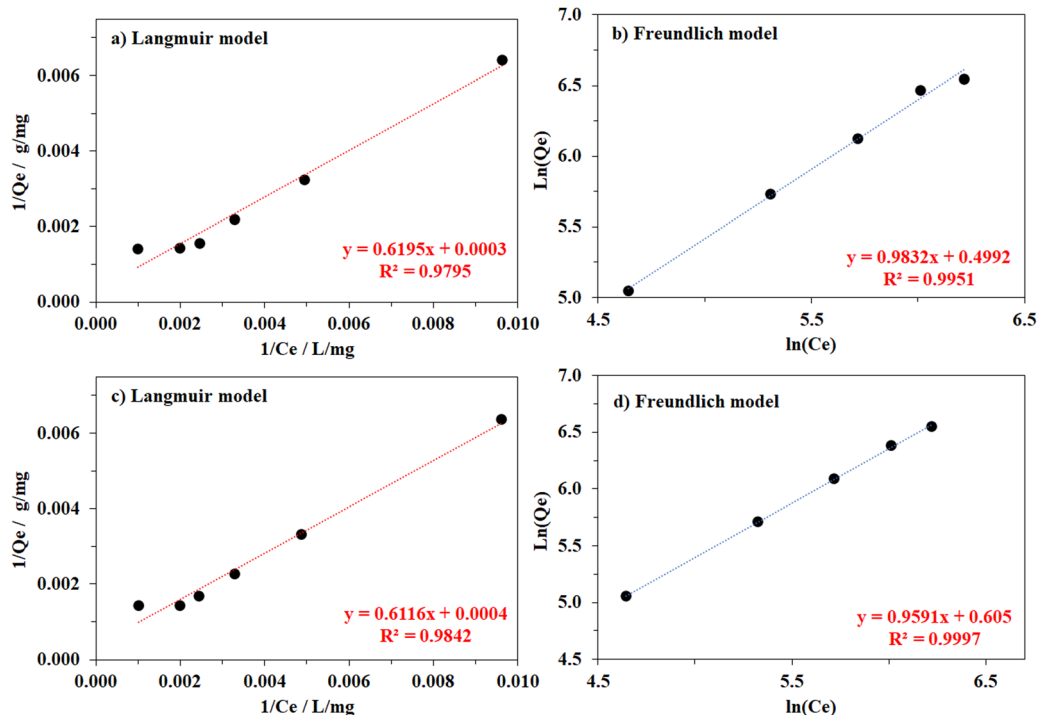 a) Langmuir model
1/Qe / g/mg
0.006
0.004
0.002
0.000
y = 0.6195x + 0.0003
R² = 0.9795
0.000 0.002 0.004 0.006 0.008 0.010
1/Ce / L/mg
b) Freundlich model
Ln(Qe)
7.0
6.5
6.0
5.5
5.0
y = 0.9832x + 0.4992
R² = 0.9951
4.5 5.5 6.5
ln(Ce)
c) Langmuir model
1/Qe / g/mg
0.006
0.004
0.002
0.000
y = 0.6116x + 0.0004
R² = 0.9842
0.000 0.002 0.004 0.006 0.008 0.010
1/Ce / L/mg
d) Freundlich model
Ln(Qe)
7.0
6.5
6.0
5.5
5.0
4.5
y = 0.9591x + 0.605
R² = 0.9997
4.5 5.5 6.5
ln(Ce)